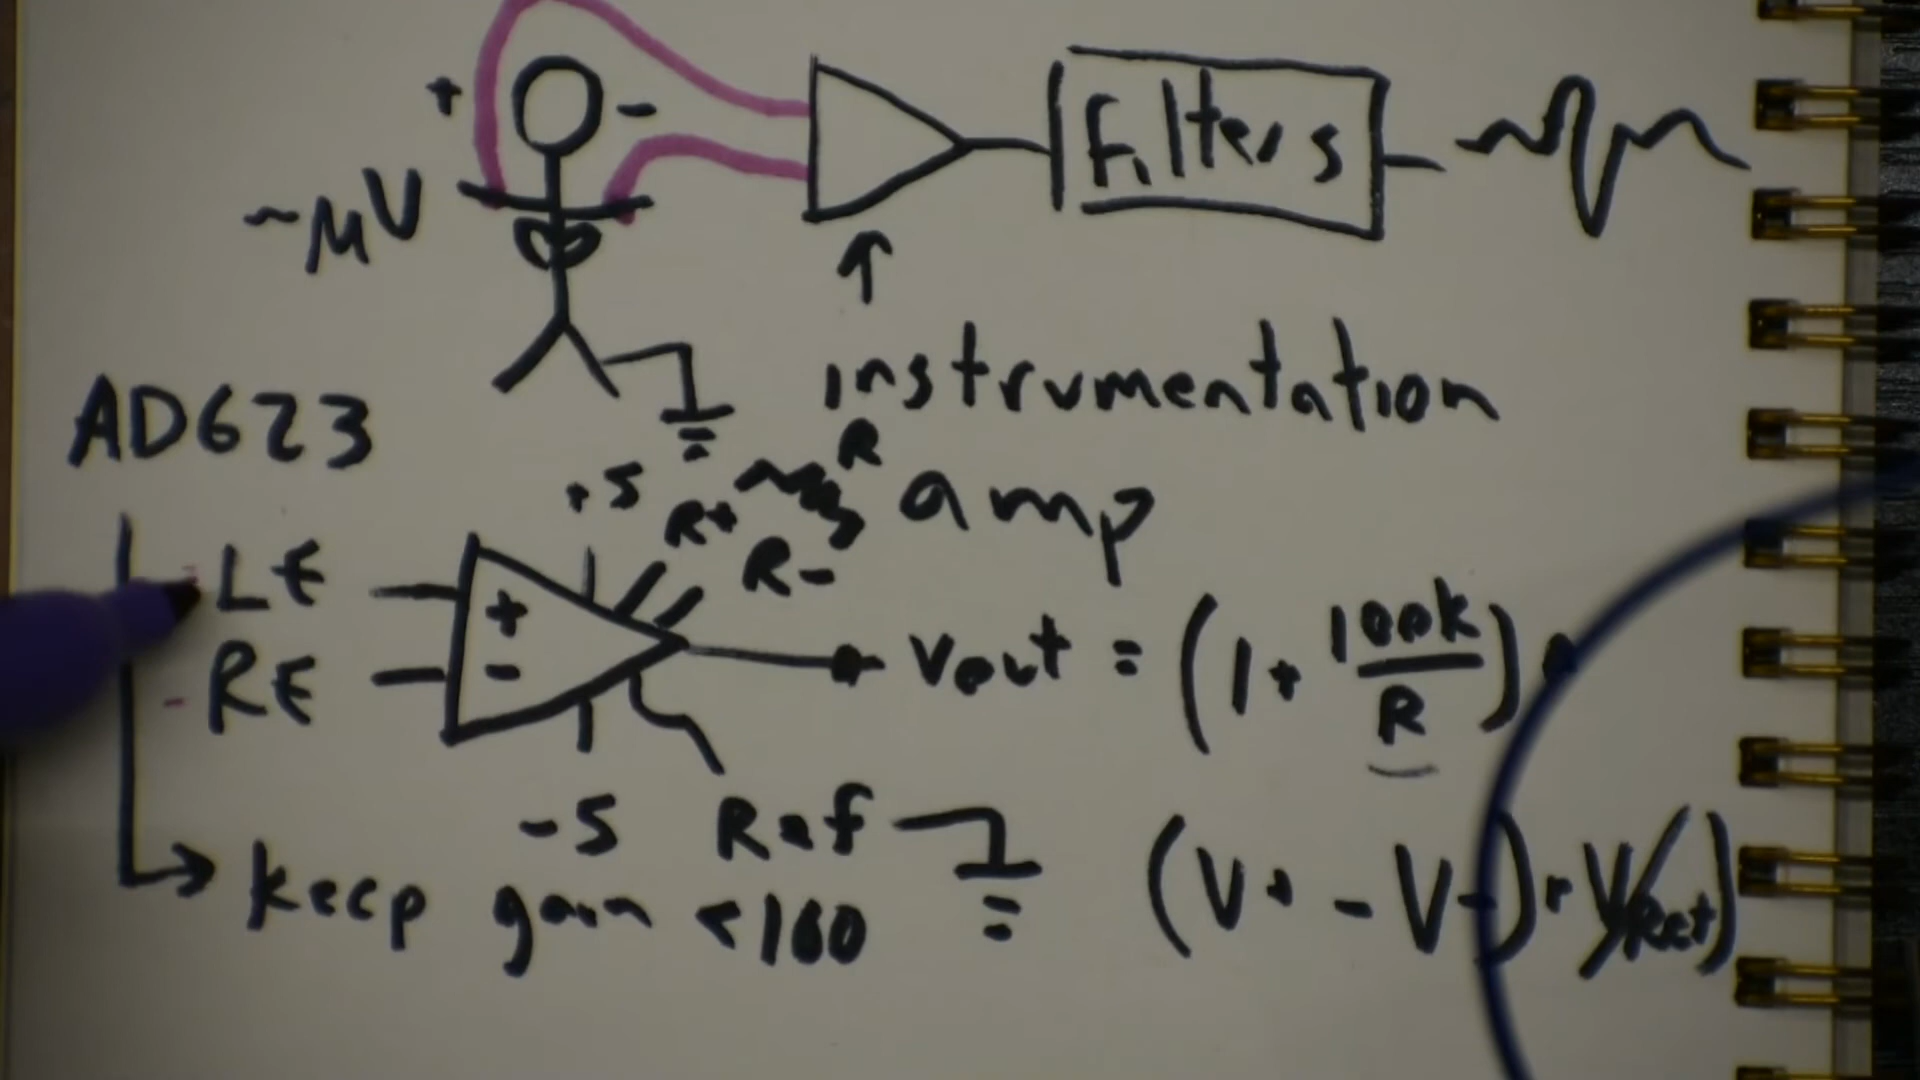 + -
~MV
Filters
instrumentation
amp
AD623
+5 R+ R
R-
LE +
- RE -
Vout = (1 + 100k / R)
-5 Ref
(V+ - V-) + VRef)
Keep gain <100